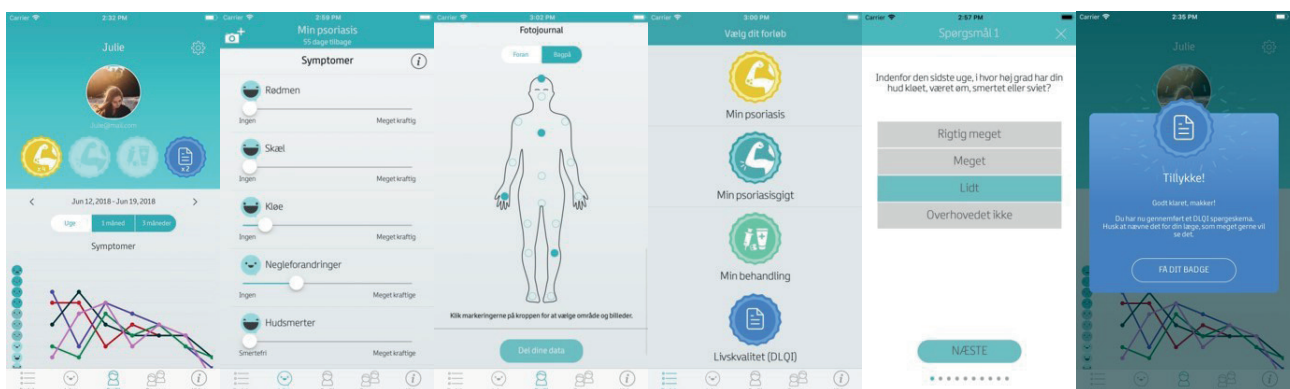 Carrier 2:32 PM
Julie
Julie@mail.com
x2
Jun 12, 2018 - Jun 19, 2018
Uge 1 måned 3 måneder
Symptomer
Carrier 2:59 PM
Min psoriasis
55 dage tilbage
Symptomer
Rødmen
Ingen Meget kraftig
Skæl
Ingen Meget kraftig
Kløe
Ingen Meget kraftig
Negleforandringer
Ingen Meget kraftige
Hudsmerter
Smertefri Meget kraftige
Carrier 3:02 PM
Fotojournal
Foran Bagpå
Klik markeringerne på kroppen for at vælge område og billeder.
Del dine data
Carrier 3:00 PM
Vælg dit forløb
Min psoriasis
Min psoriasisgigt
Min behandling
Livskvalitet (DLQI)
Carrier 2:57 PM
Spørgsmål 1
Indenfor den sidste uge, i hvor høj grad har din
hud kløet, været øm, smertet eller sviet?
Rigtig meget
Meget
Lidt
Overhovedet ikke
NÆSTE
Carrier 2:35 PM
Julie
Tillykke!
Godt klaret, makker!
Du har nu gennemført et DLQI spørgeskema.
Husk at nævne det for din læge, som meget gerne vil
se det.
FÅ DIT BADGE